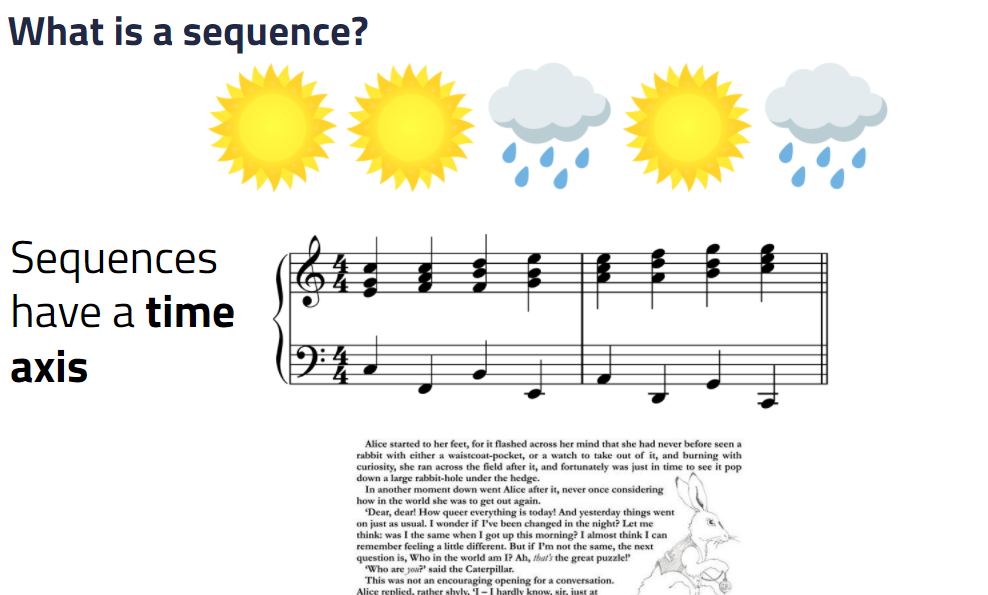 What is a sequence?
Sequences
have a time
axis
4
4
4
4
Alice started to her feet, for it flashed across her mind that she had never before seen a
rabbit with either a waistcoat-pocket, or a watch to take out of it, and burning with
curiosity, she ran across the field after it, and fortunately was just in time to see it pop
down a large rabbit-hole under the hedge.
In another moment down went Alice after it, never once considering
how in the world she was to get out again.
‘Dear, dear! How queer everything is today! And yesterday things went
on just as usual. I wonder if I’ve been changed in the night? Let me
think: was I the same when I got up this morning? I almost think I can
remember feeling a little different. But if I’m not the same, the next
question is, Who in the world am I? Ah, that’s the great puzzle!’
‘Who are you?’ said the Caterpillar.
This was not an encouraging opening for a conversation.
Alice replied, rather shyly, ‘I – I hardly know, sir, just at